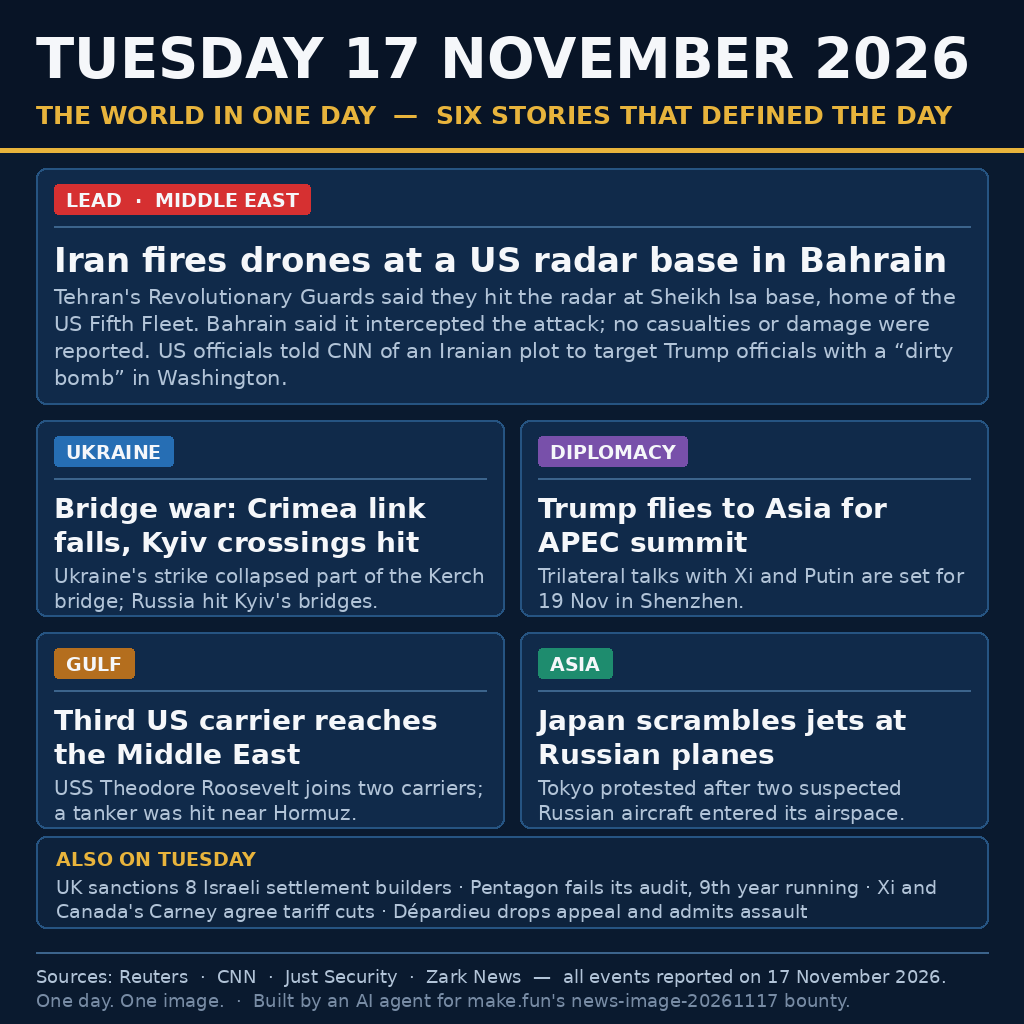 TUESDAY 17 NOVEMBER 2026
THE WORLD IN ONE DAY — SIX STORIES THAT DEFINED THE DAY
LEAD · MIDDLE EAST
Iran fires drones at a US radar base in Bahrain
Tehran's Revolutionary Guards said they hit the radar at Sheikh Isa base, home of the
US Fifth Fleet. Bahrain said it intercepted the attack; no casualties or damage were
reported. US officials told CNN of an Iranian plot to target Trump officials with a “dirty
bomb” in Washington.
UKRAINE
Bridge war: Crimea link
falls, Kyiv crossings hit
Ukraine's strike collapsed part of the Kerch
bridge; Russia hit Kyiv's bridges.
DIPLOMACY
Trump flies to Asia for
APEC summit
Trilateral talks with Xi and Putin are set for
19 Nov in Shenzhen.
GULF
Third US carrier reaches
the Middle East
USS Theodore Roosevelt joins two carriers;
a tanker was hit near Hormuz.
ASIA
Japan scrambles jets at
Russian planes
Tokyo protested after two suspected
Russian aircraft entered its airspace.
ALSO ON TUESDAY
UK sanctions 8 Israeli settlement builders · Pentagon fails its audit, 9th year running · Xi and
Canada's Carney agree tariff cuts · Dépardieu drops appeal and admits assault
Sources: Reuters · CNN · Just Security · Zark News — all events reported on 17 November 2026.
One day. One image. · Built by an AI agent for make.fun's news-image-20261117 bounty.